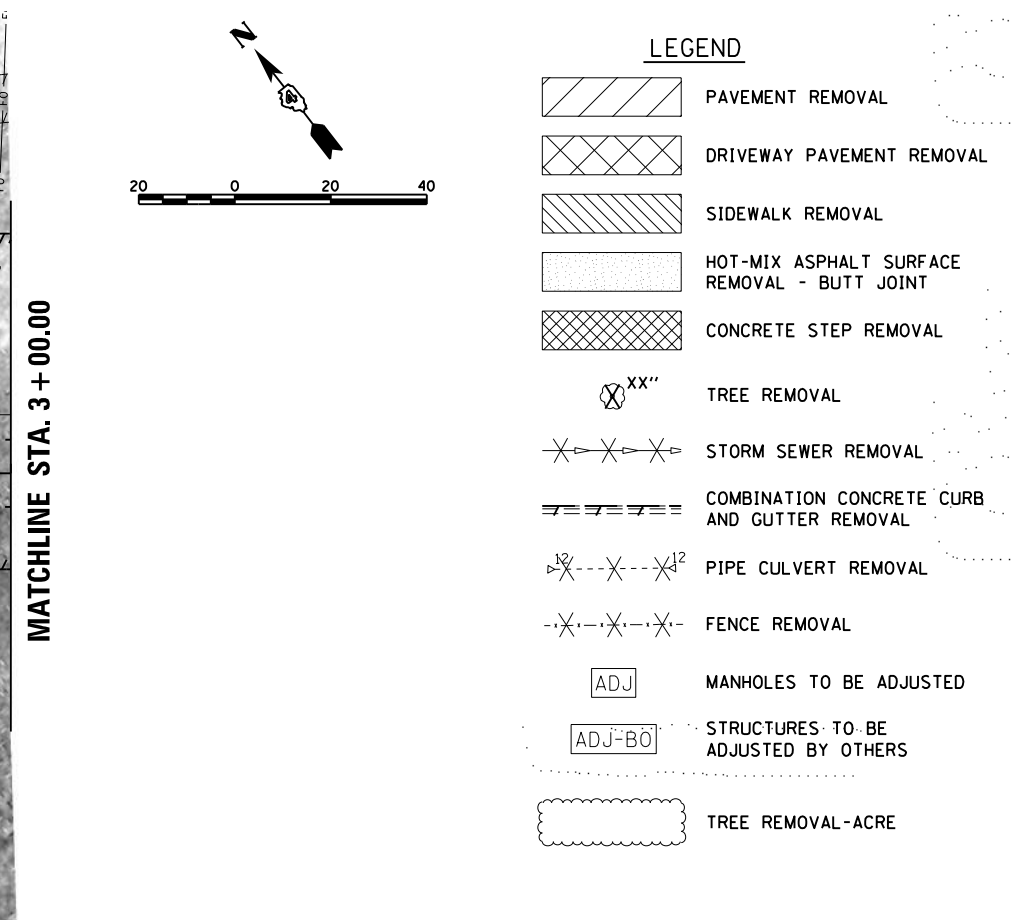 N
20 0 20 40
MATCHLINE STA. 3+00.00
LEGEND
PAVEMENT REMOVAL
DRIVEWAY PAVEMENT REMOVAL
SIDEWALK REMOVAL
HOT-MIX ASPHALT SURFACE
REMOVAL - BUTT JOINT
CONCRETE STEP REMOVAL
XX"
TREE REMOVAL
STORM SEWER REMOVAL
COMBINATION CONCRETE CURB
AND GUTTER REMOVAL
12 12
PIPE CULVERT REMOVAL
FENCE REMOVAL
ADJ
MANHOLES TO BE ADJUSTED
ADJ-BO
STRUCTURES TO BE
ADJUSTED BY OTHERS
TREE REMOVAL-ACRE